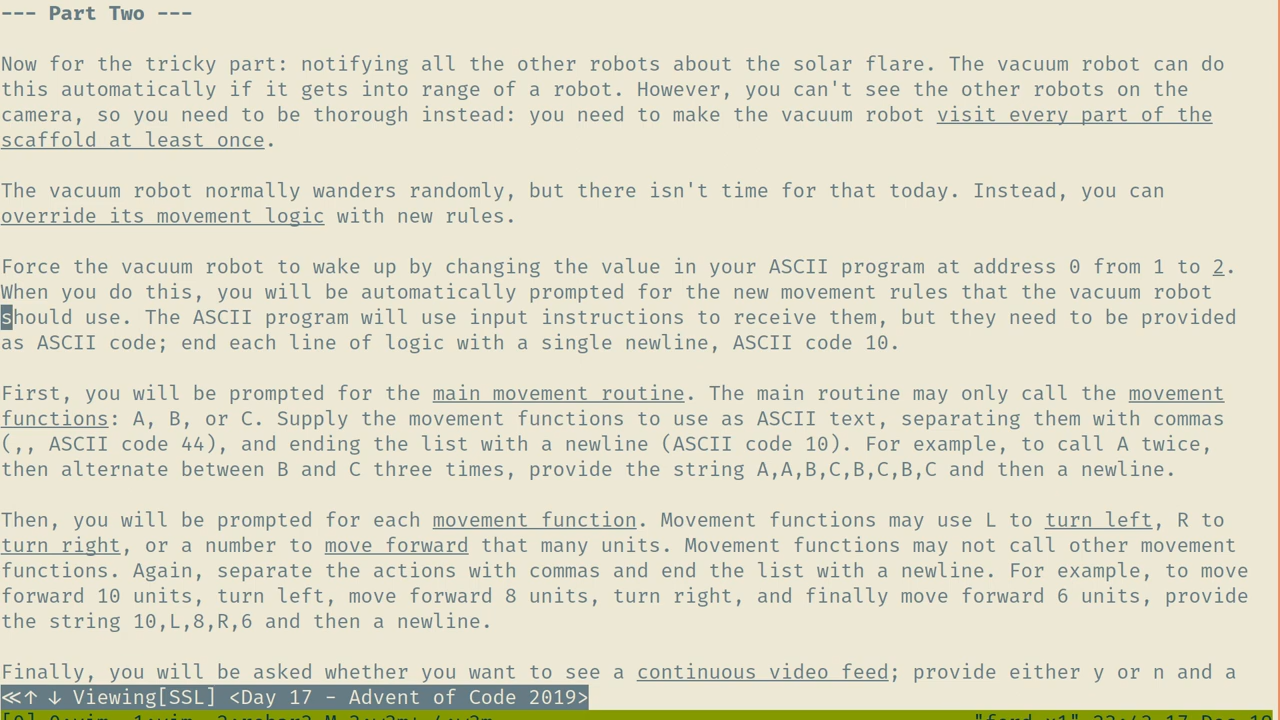 --- Part Two ---
Now for the tricky part: notifying all the other robots about the solar flare. The vacuum robot can do
this automatically if it gets into range of a robot. However, you can't see the other robots on the
camera, so you need to be thorough instead: you need to make the vacuum robot visit every part of the
scaffold at least once.
The vacuum robot normally wanders randomly, but there isn't time for that today. Instead, you can
override its movement logic with new rules.
Force the vacuum robot to wake up by changing the value in your ASCII program at address 0 from 1 to 2.
When you do this, you will be automatically prompted for the new movement rules that the vacuum robot
should use. The ASCII program will use input instructions to receive them, but they need to be provided
as ASCII code; end each line of logic with a single newline, ASCII code 10.
First, you will be prompted for the main movement routine. The main routine may only call the movement
functions: A, B, or C. Supply the movement functions to use as ASCII text, separating them with commas
(,, ASCII code 44), and ending the list with a newline (ASCII code 10). For example, to call A twice,
then alternate between B and C three times, provide the string A,A,B,C,B,C,B,C and then a newline.
Then, you will be prompted for each movement function. Movement functions may use L to turn left, R to
turn right, or a number to move forward that many units. Movement functions may not call other movement
functions. Again, separate the actions with commas and end the list with a newline. For example, to move
forward 10 units, turn left, move forward 8 units, turn right, and finally move forward 6 units, provide
the string 10,L,8,R,6 and then a newline.
Finally, you will be asked whether you want to see a continuous video feed; provide either y or n and a
≪↑ ↓ Viewing[SSL] <Day 17 - Advent of Code 2019>